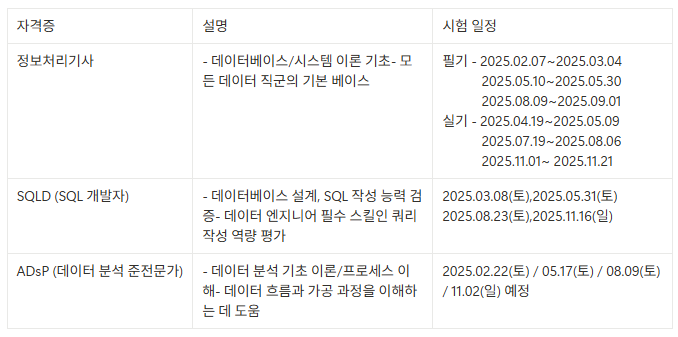 자격증
설명
시험 일정
정보처리기사
- 데이터베이스/시스템 이론 기초- 모
든 데이터 직군의 기본 베이스
필기 - 2025.02.07~2025.03.04
2025.05.10~2025.05.30
2025.08.09~2025.09.01
실기 - 2025.04.19~2025.05.09
2025.07.19~2025.08.06
2025.11.01~ 2025.11.21
SQLD (SQL 개발자)
- 데이터베이스 설계, SQL 작성 능력 검
증- 데이터 엔지니어 필수 스킬인 쿼리
작성 역량 평가
2025.03.08(토),2025.05.31(토)
2025.08.23(토),2025.11.16(일)
ADsP (데이터 분석 준전문가)
- 데이터 분석 기초 이론/프로세스 이
해- 데이터 흐름과 가공 과정을 이해하
는 데 도움
2025.02.22(토) / 05.17(토) / 08.09(토)
/ 11.02(일) 예정